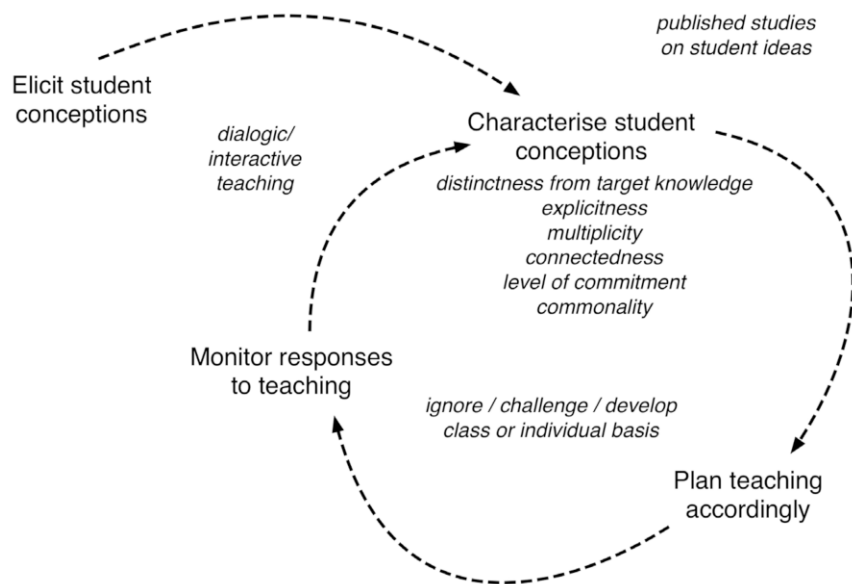 published studies
on student ideas
Elicit student
conceptions
Characterise student
conceptions
dialogic/
interactive
teaching
distinctness from target knowledge
explicitness
multiplicity
connectedness
level of commitment
commonality
Monitor responses
to teaching
ignore / challenge / develop
class or individual basis
Plan teaching
accordingly